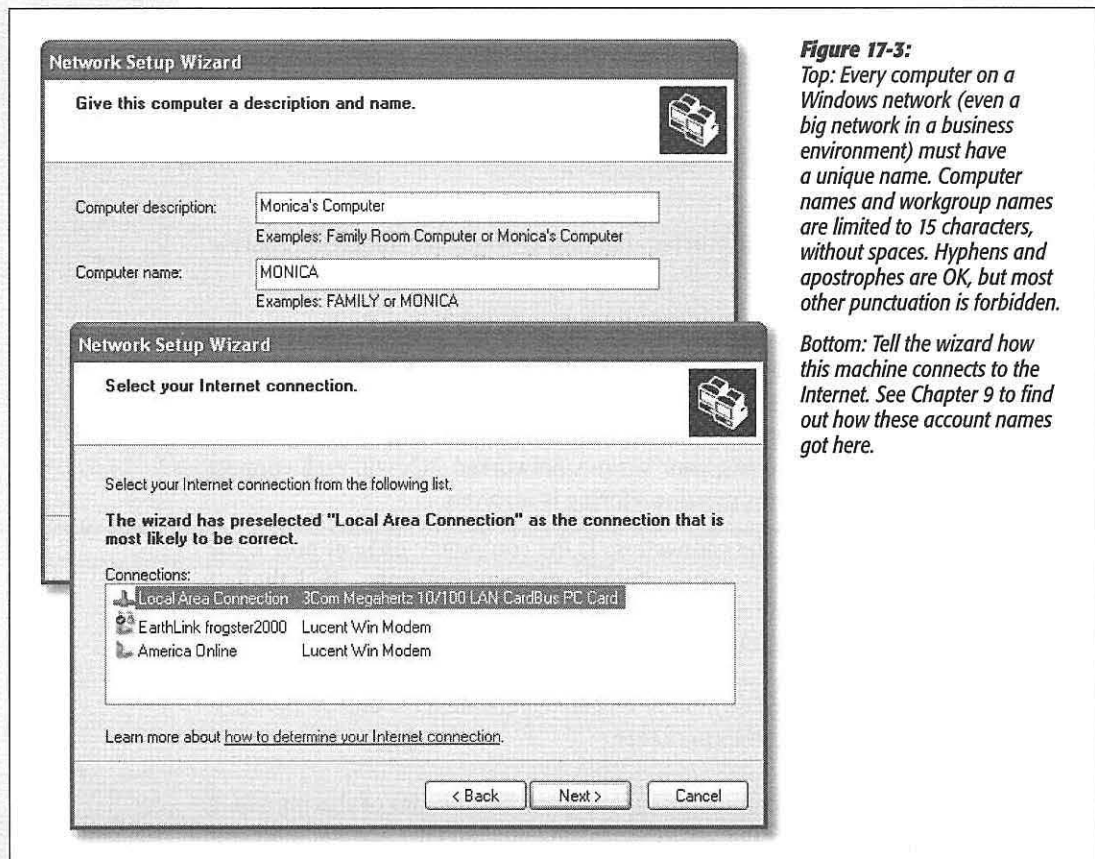 Network Setup Wizard
Give this computer a description and name.
Computer description:
Monica's Computer
Examples: Family Room Computer or Monica's Computer
Computer name:
MONICA
Examples: FAMILY or MONICA
Network Setup Wizard
Select your Internet connection.
Select your Internet connection from the following list.
The wizard has preselected "Local Area Connection" as the connection that is
most likely to be correct.
Connections:
Local Area Connection 3Com Megahertz 10/100 LAN CardBus PC Card
EarthLink frogster2000 Lucent Win Modem
America Online Lucent Win Modem
Learn more about how to determine your Internet connection.
< Back
Next >
Cancel
Figure 17-3:
Top: Every computer on a
Windows network (even a
big network in a business
environment) must have
a unique name. Computer
names and workgroup names
are limited to 15 characters,
without spaces. Hyphens and
apostrophes are OK, but most
other punctuation is forbidden.
Bottom: Tell the wizard how
this machine connects to the
Internet. See Chapter 9 to find
out how these account names
got here.